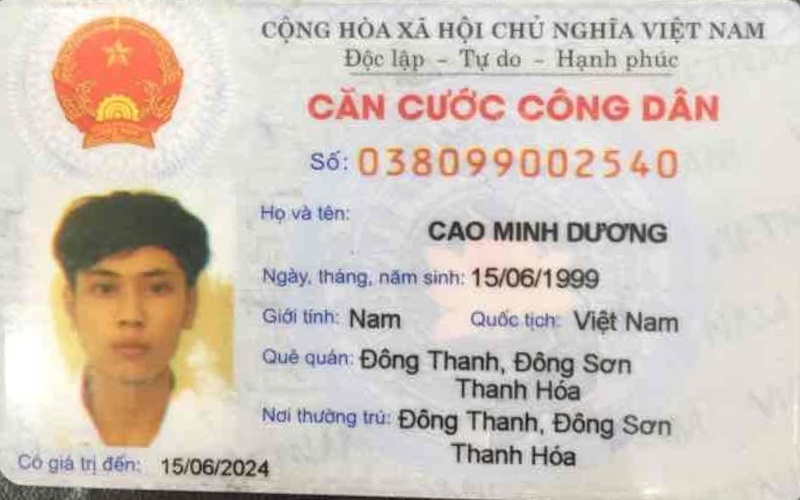 CỘNG HÒA XÃ HỘI CHỦ NGHĨA VIỆT NAM
Độc lập - Tự do - Hạnh phúc
CĂN CƯỚC CÔNG DÂN
Số: 038099002540
Họ và tên:
CAO MINH DƯƠNG
Ngày, tháng, năm sinh: 15/06/1999
Giới tính: Nam Quốc tịch: Việt Nam
Quê quán: Đông Thanh, Đông Sơn
Thanh Hóa
Nơi thường trú: Đông Thanh, Đông Sơn
Thanh Hóa
Có giá trị đến: 15/06/2024